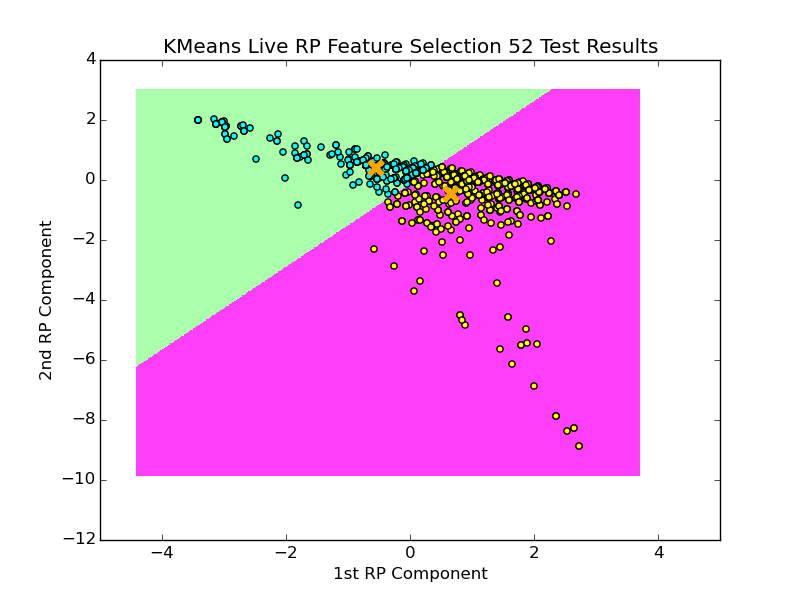 KMeans Live RP Feature Selection 52 Test Results
4
2
0
−2
−4
−6
−8
−10
−12
2nd RP Component
−4 −2 0 2 4
1st RP Component